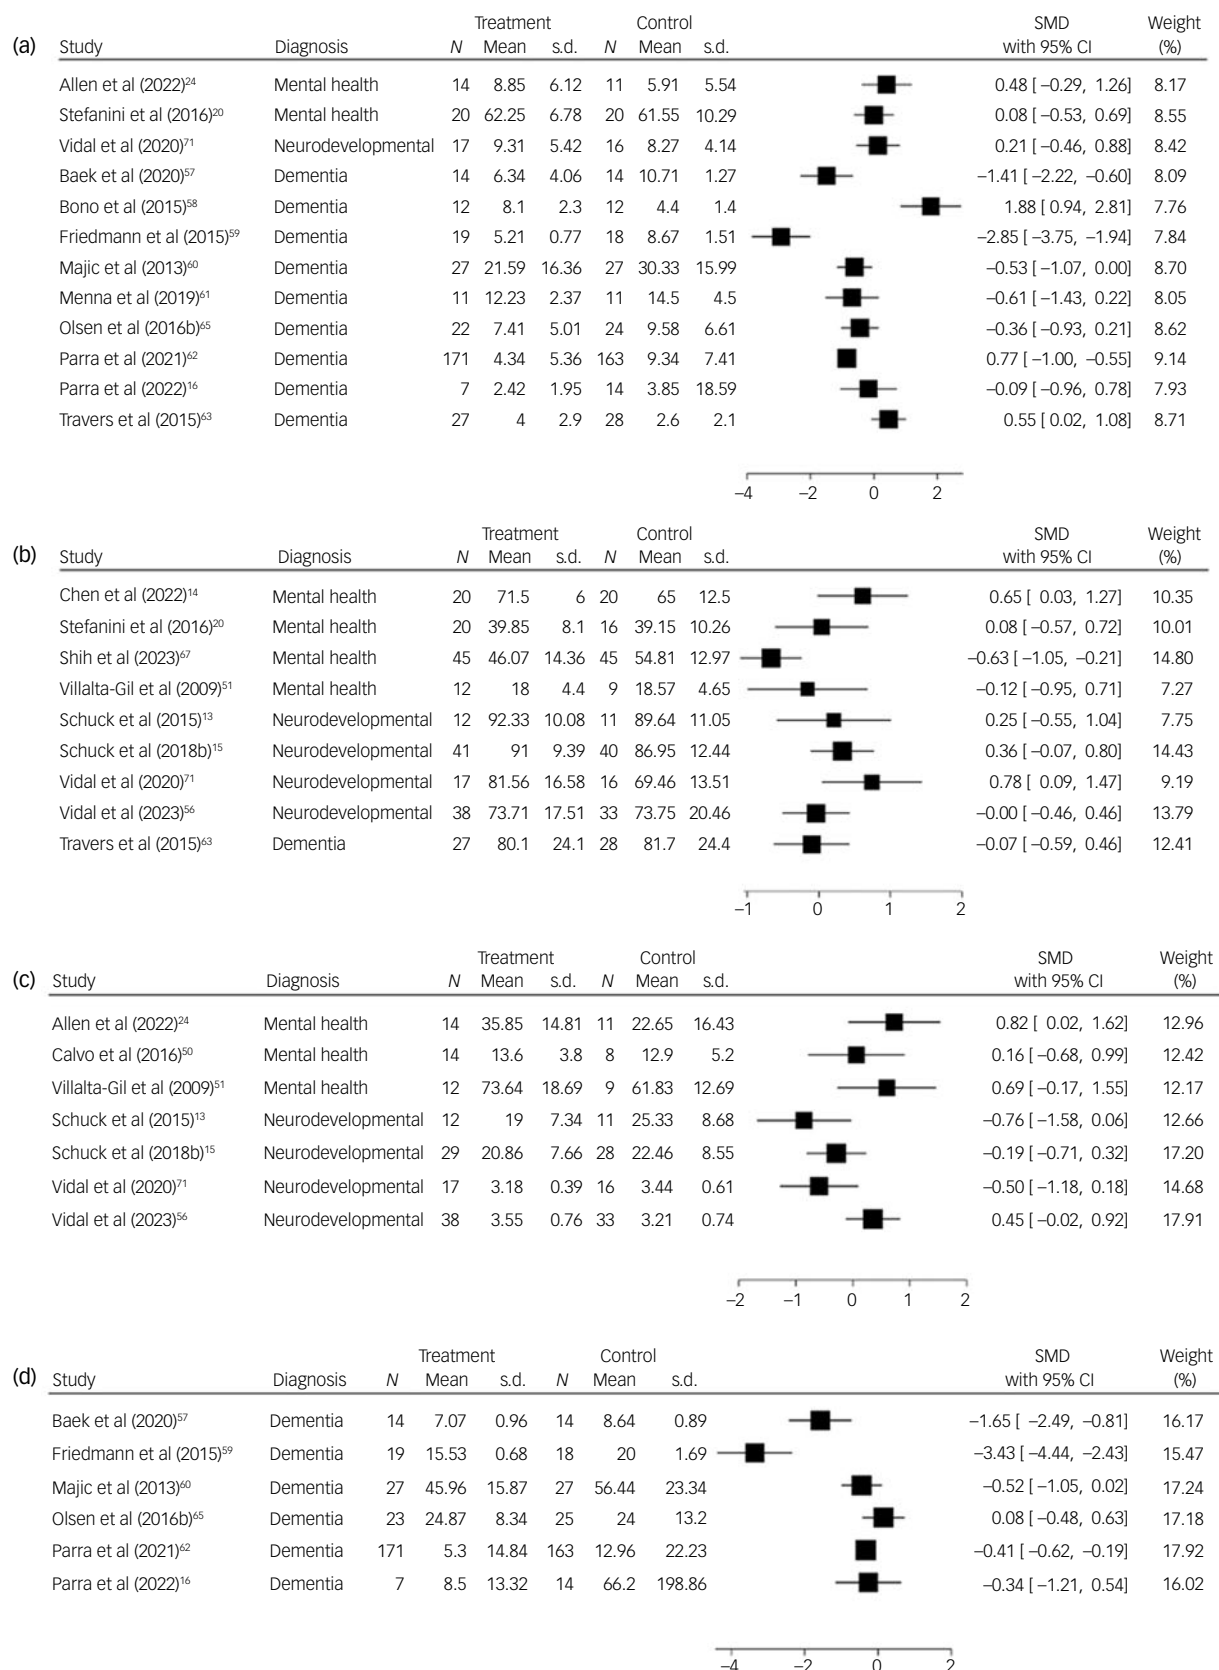 Treatment Control SMD Weight
(a) Study Diagnosis N Mean s.d. N Mean s.d. with 95% CI (%)
Allen et al (2022)24 Mental health 14 8.85 6.12 11 5.91 5.54 0.48 [ −0.29, 1.26] 8.17
Stefanini et al (2016)20 Mental health 20 62.25 6.78 20 61.55 10.29 0.08 [ −0.53, 0.69] 8.55
Vidal et al (2020)71 Neurodevelopmental 17 9.31 5.42 16 8.27 4.14 0.21 [ −0.46, 0.88] 8.42
Baek et al (2020)57 Dementia 14 6.34 4.06 14 10.71 1.27 −1.41 [ −2.22, −0.60] 8.09
Bono et al (2015)58 Dementia 12 8.1 2.3 12 4.4 1.4 1.88 [ 0.94, 2.81] 7.76
Friedmann et al (2015)59 Dementia 19 5.21 0.77 18 8.67 1.51 −2.85 [ −3.75, −1.94] 7.84
Majic et al (2013)60 Dementia 27 21.59 16.36 27 30.33 15.99 −0.53 [ −1.07, 0.00] 8.70
Menna et al (2019)61 Dementia 11 12.23 2.37 11 14.5 4.5 −0.61 [ −1.43, 0.22] 8.05
Olsen et al (2016b)65 Dementia 22 7.41 5.01 24 9.58 6.61 −0.36 [ −0.93, 0.21] 8.62
Parra et al (2021)62 Dementia 171 4.34 5.36 163 9.34 7.41 0.77 [ −1.00, −0.55] 9.14
Parra et al (2022)16 Dementia 7 2.42 1.95 14 3.85 18.59 −0.09 [ −0.96, 0.78] 7.93
Travers et al (2015)63 Dementia 27 4 2.9 28 2.6 2.1 0.55 [ 0.02, 1.08] 8.71
−4 −2 0 2
Treatment Control SMD Weight
(b) Study Diagnosis N Mean s.d. N Mean s.d. with 95% CI (%)
Chen et al (2022)14 Mental health 20 71.5 6 20 65 12.5 0.65 [ 0.03, 1.27] 10.35
Stefanini et al (2016)20 Mental health 20 39.85 8.1 16 39.15 10.26 0.08 [ −0.57, 0.72] 10.01
Shih et al (2023)67 Mental health 45 46.07 14.36 45 54.81 12.97 −0.63 [ −1.05, −0.21] 14.80
Villalta-Gil et al (2009)51 Mental health 12 18 4.4 9 18.57 4.65 −0.12 [ −0.95, 0.71] 7.27
Schuck et al (2015)13 Neurodevelopmental 12 92.33 10.08 11 89.64 11.05 0.25 [ −0.55, 1.04] 7.75
Schuck et al (2018b)15 Neurodevelopmental 41 91 9.39 40 86.95 12.44 0.36 [ −0.07, 0.80] 14.43
Vidal et al (2020)71 Neurodevelopmental 17 81.56 16.58 16 69.46 13.51 0.78 [ 0.09, 1.47] 9.19
Vidal et al (2023)56 Neurodevelopmental 38 73.71 17.51 33 73.75 20.46 −0.00 [ −0.46, 0.46] 13.79
Travers et al (2015)63 Dementia 27 80.1 24.1 28 81.7 24.4 −0.07 [ −0.59, 0.46] 12.41
−1 0 1 2
Treatment Control SMD Weight
(c) Study Diagnosis N Mean s.d. N Mean s.d. with 95% CI (%)
Allen et al (2022)24 Mental health 14 35.85 14.81 11 22.65 16.43 0.82 [ 0.02, 1.62] 12.96
Calvo et al (2016)50 Mental health 14 13.6 3.8 8 12.9 5.2 0.16 [ −0.68, 0.99] 12.42
Villalta-Gil et al (2009)51 Mental health 12 73.64 18.69 9 61.83 12.69 0.69 [ −0.17, 1.55] 12.17
Schuck et al (2015)13 Neurodevelopmental 12 19 7.34 11 25.33 8.68 −0.76 [ −1.58, 0.06] 12.66
Schuck et al (2018b)15 Neurodevelopmental 29 20.86 7.66 28 22.46 8.55 −0.19 [ −0.71, 0.32] 17.20
Vidal et al (2020)71 Neurodevelopmental 17 3.18 0.39 16 3.44 0.61 −0.50 [ −1.18, 0.18] 14.68
Vidal et al (2023)56 Neurodevelopmental 38 3.55 0.76 33 3.21 0.74 0.45 [ −0.02, 0.92] 17.91
−2 −1 0 1 2
Treatment Control SMD Weight
(d) Study Diagnosis N Mean s.d. N Mean s.d. with 95% CI (%)
Baek et al (2020)57 Dementia 14 7.07 0.96 14 8.64 0.89 −1.65 [ −2.49, −0.81] 16.17
Friedmann et al (2015)59 Dementia 19 15.53 0.68 18 20 1.69 −3.43 [ −4.44, −2.43] 15.47
Majic et al (2013)60 Dementia 27 45.96 15.87 27 56.44 23.34 −0.52 [ −1.05, 0.02] 17.24
Olsen et al (2016b)65 Dementia 23 24.87 8.34 25 24 13.2 0.08 [ −0.48, 0.63] 17.18
Parra et al (2021)62 Dementia 171 5.3 14.84 163 12.96 22.23 −0.41 [ −0.62, −0.19] 17.92
Parra et al (2022)16 Dementia 7 8.5 13.32 14 66.2 198.86 −0.34 [ −1.21, 0.54] 16.02
−4 −2 0 2